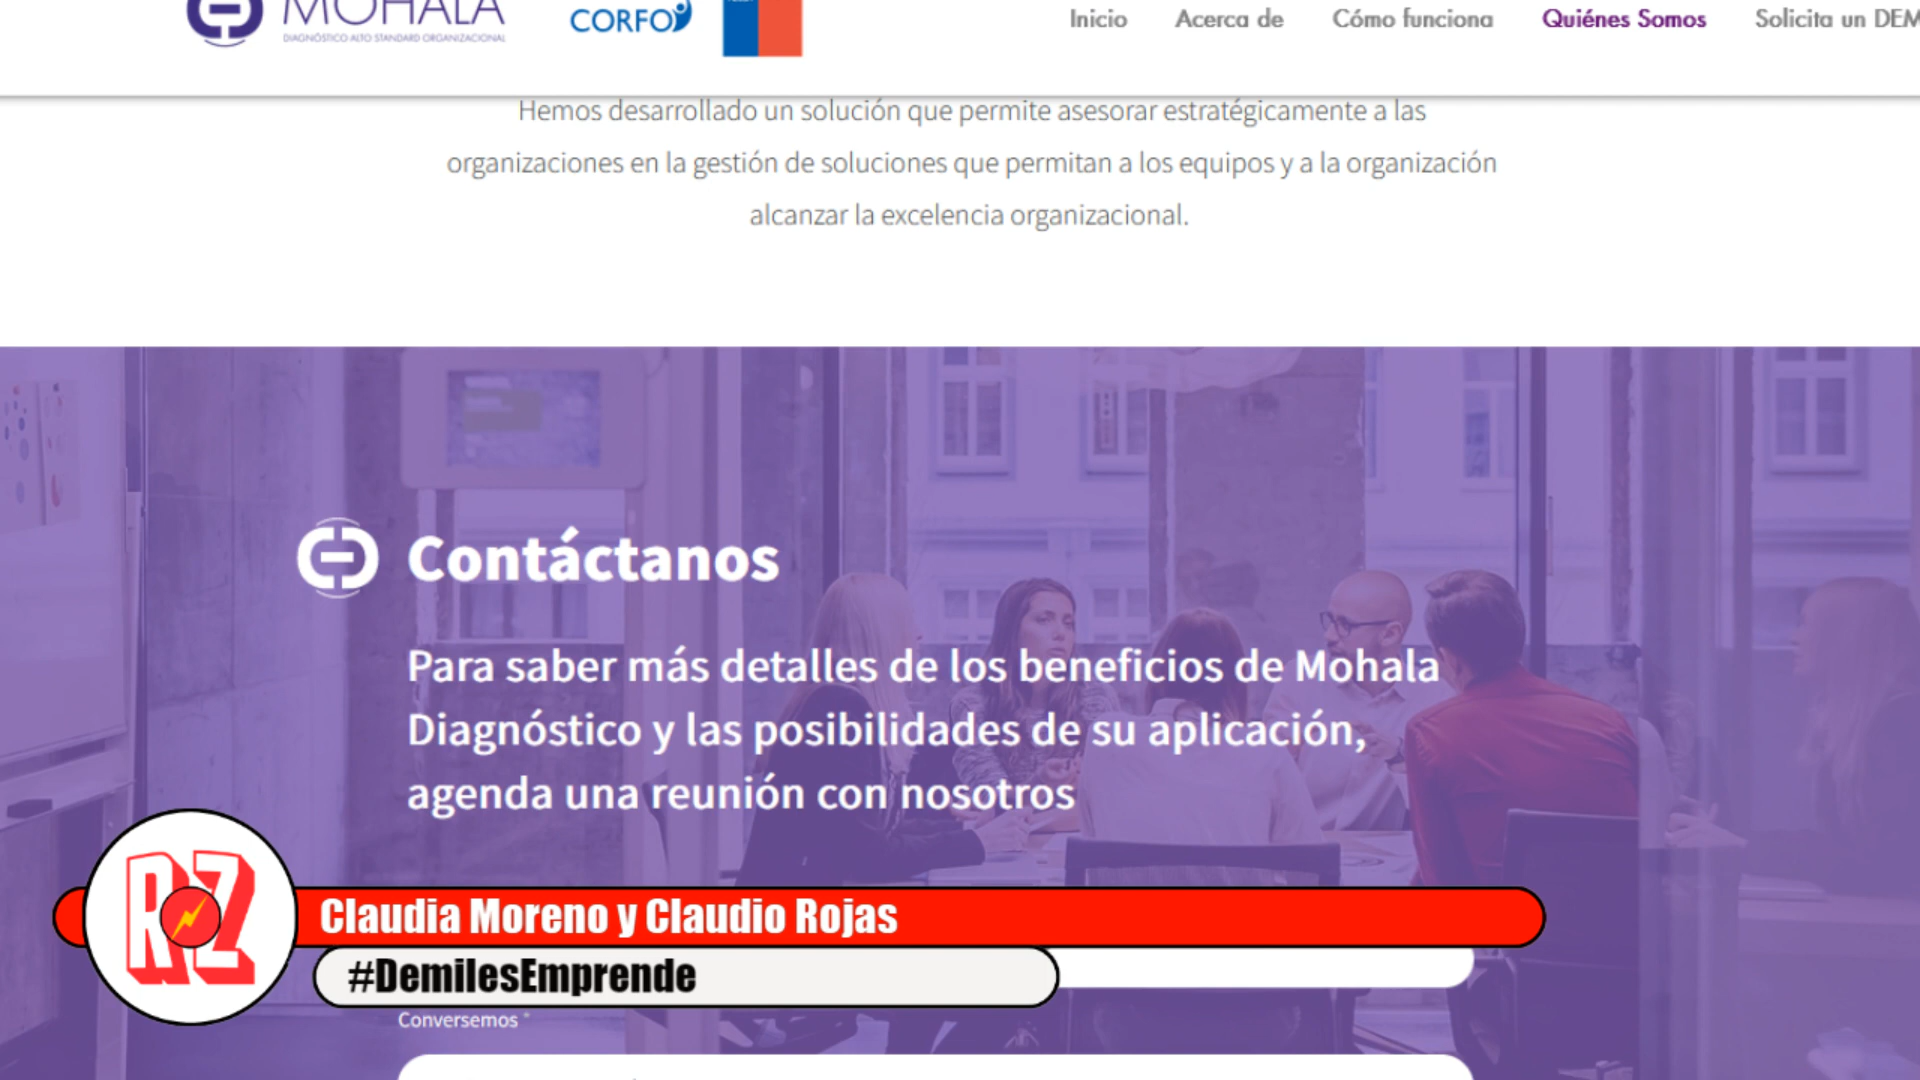 MOHALA
DIAGNÓSTICO ALTO STANDARD ORGANIZACIONAL
CORFO
Inicio Acerca de Cómo funciona Quiénes Somos Solicita un DEM
Hemos desarrollado un solución que permite asesorar estratégicamente a las
organizaciones en la gestión de soluciones que permitan a los equipos y a la organización
alcanzar la excelencia organizacional.
Contáctanos
Para saber más detalles de los beneficios de Mohala
Diagnóstico y las posibilidades de su aplicación,
agenda una reunión con nosotros
RZ
Claudia Moreno y Claudio Rojas
#DemilesEmprende
Conversemos *